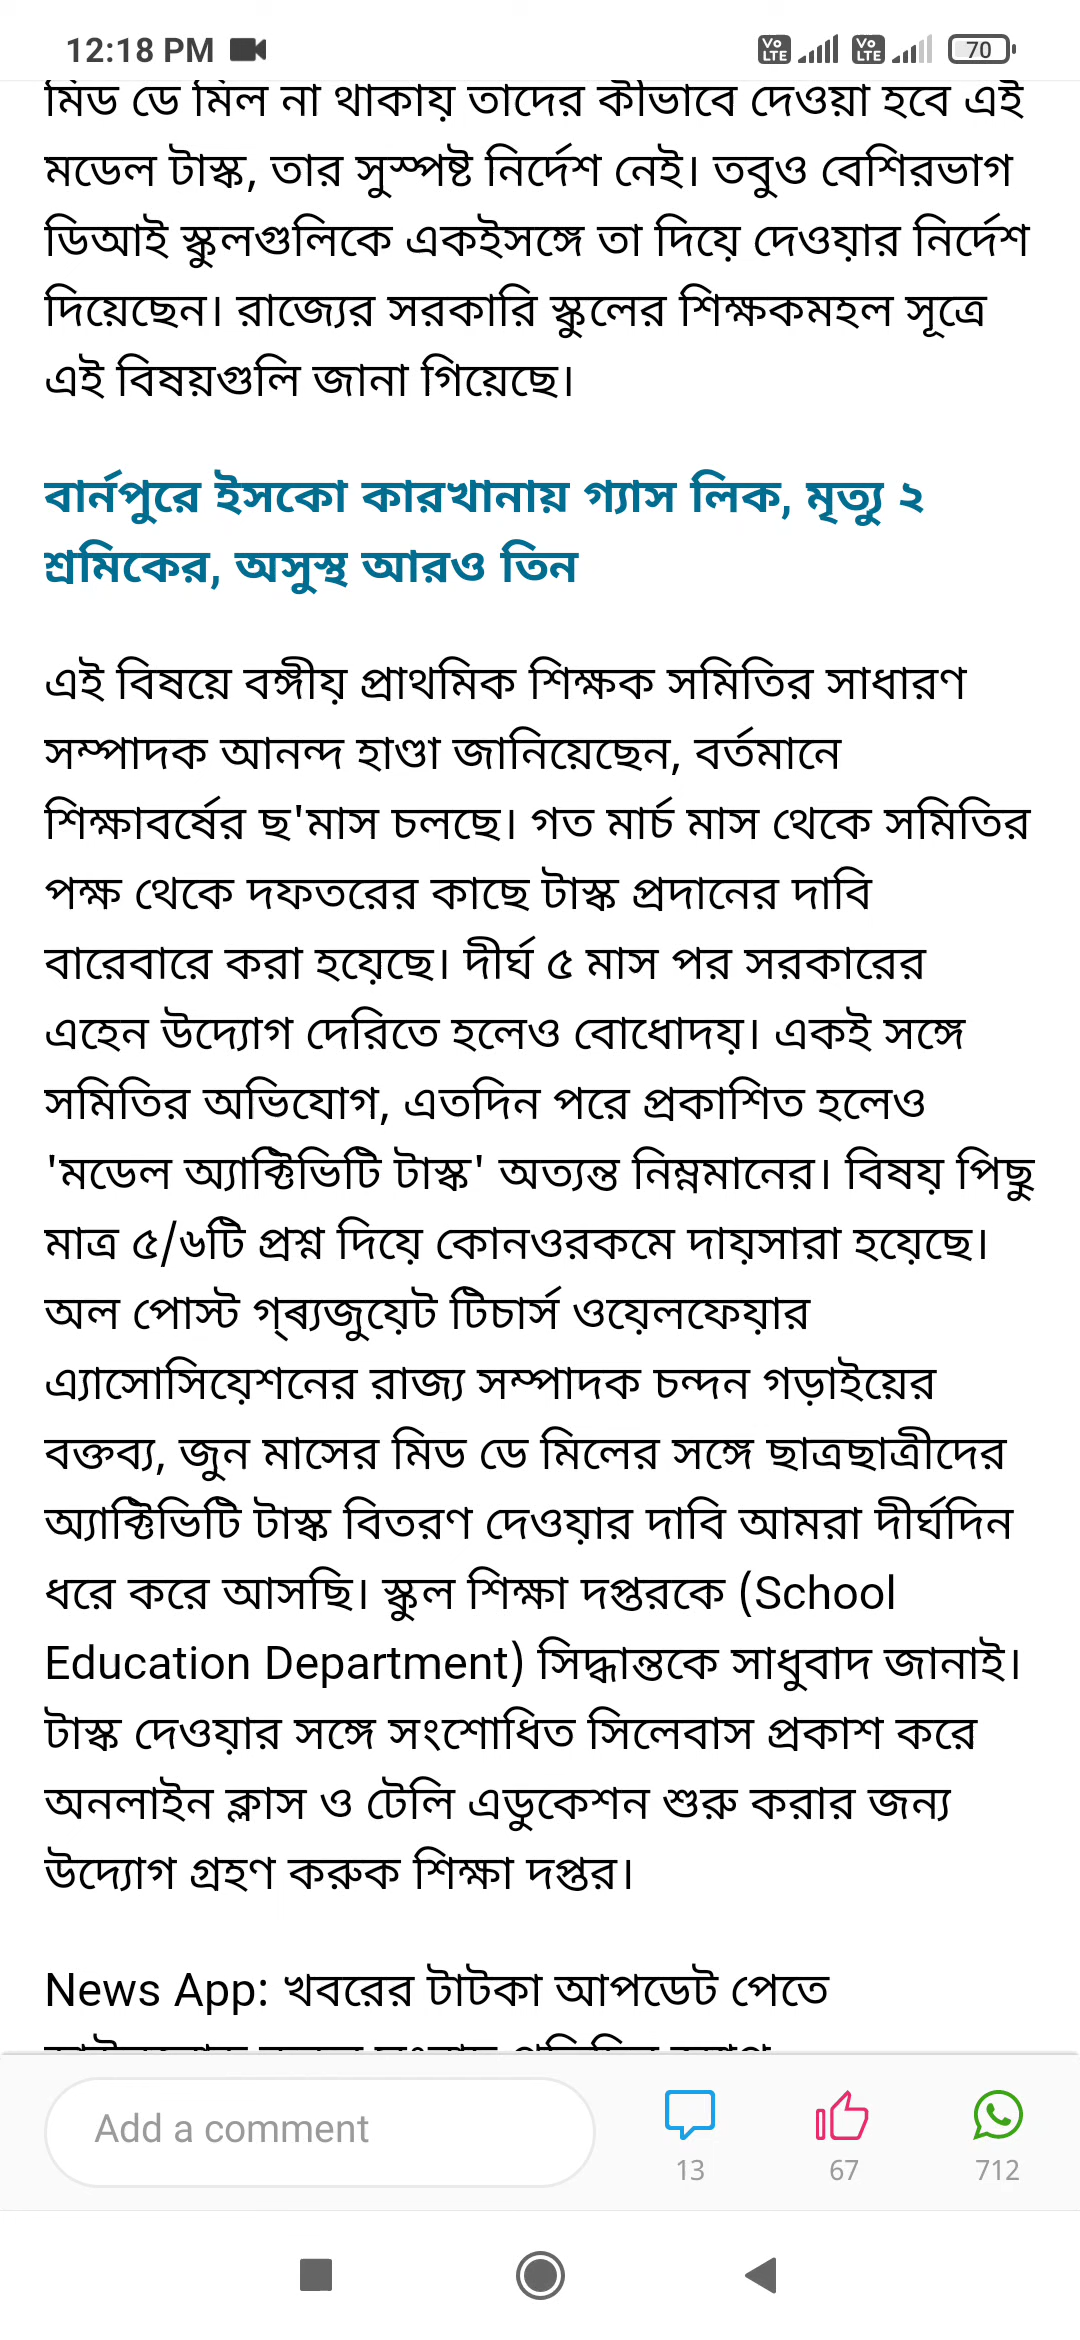 12:18 PM
Vo LTE Vo LTE 70
মিড ডে মিল না থাকায় তাদের কীভাবে দেওয়া হবে এই
মডেল টাস্ক, তার সুস্পষ্ট নির্দেশ নেই। তবুও বেশিরভাগ
ডিআই স্কুলগুলিকে একইসঙ্গে তা দিয়ে দেওয়ার নির্দেশ
দিয়েছেন। রাজ্যের সরকারি স্কুলের শিক্ষকমহল সূত্রে
এই বিষয়গুলি জানা গিয়েছে।
বার্নপুরে ইসকো কারখানায় গ্যাস লিক, মৃত্যু ২
শ্রমিকের, অসুস্থ আরও তিন
এই বিষয়ে বঙ্গীয় প্রাথমিক শিক্ষক সমিতির সাধারণ
সম্পাদক আনন্দ হাণ্ডা জানিয়েছেন, বর্তমানে
শিক্ষাবর্ষের ছ'মাস চলছে। গত মার্চ মাস থেকে সমিতির
পক্ষ থেকে দফতরের কাছে টাস্ক প্রদানের দাবি
বারেবারে করা হয়েছে। দীর্ঘ ৫ মাস পর সরকারের
এহেন উদ্যোগ দেরিতে হলেও বোধোদয়। একই সঙ্গে
সমিতির অভিযোগ, এতদিন পরে প্রকাশিত হলেও
'মডেল অ্যাক্টিভিটি টাস্ক' অত্যন্ত নিম্নমানের। বিষয় পিছু
মাত্র ৫/৬টি প্রশ্ন দিয়ে কোনওরকমে দায়সারা হয়েছে।
অল পোস্ট গ্ৰ্যজুয়েট টিচার্স ওয়েলফেয়ার
এ্যাসোসিয়েশনের রাজ্য সম্পাদক চন্দন গড়াইয়ের
বক্তব্য, জুন মাসের মিড ডে মিলের সঙ্গে ছাত্রছাত্রীদের
অ্যাক্টিভিটি টাস্ক বিতরণ দেওয়ার দাবি আমরা দীর্ঘদিন
ধরে করে আসছি। স্কুল শিক্ষা দপ্তরকে (School
Education Department) সিদ্ধান্তকে সাধুবাদ জানাই।
টাস্ক দেওয়ার সঙ্গে সংশোধিত সিলেবাস প্রকাশ করে
অনলাইন ক্লাস ও টেলি এডুকেশন শুরু করার জন্য
উদ্যোগ গ্রহণ করুক শিক্ষা দপ্তর।
News App: খবরের টাটকা আপডেট পেতে
Add a comment
13 67 712